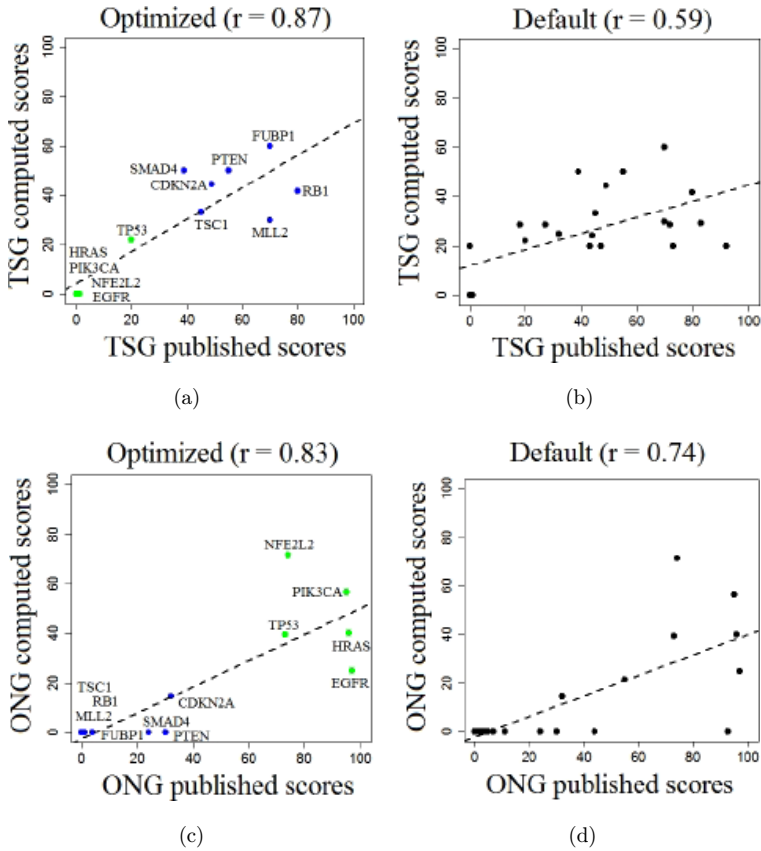 Optimized (r = 0.87)
TSG computed scores
100
80
60
40
20
0
FUBP1
PTEN
SMAD4
CDKN2A
RB1
TSC1
MLL2
TP53
HRAS
PIK3CA
NFE2L2
EGFR
0 20 40 60 80 100
TSG published scores
(a)
Default (r = 0.59)
TSG computed scores
100
80
60
40
20
0
0 20 40 60 80 100
TSG published scores
(b)
Optimized (r = 0.83)
ONG computed scores
100
80
60
40
20
0
NFE2L2
PIK3CA
TP53
HRAS
EGFR
TSC1
RB1
CDKN2A
MLL2
SMAD4
FUBP1
PTEN
0 20 40 60 80 100
ONG published scores
(c)
Default (r = 0.74)
ONG computed scores
100
80
60
40
20
0
0 20 40 60 80 100
ONG published scores
(d)